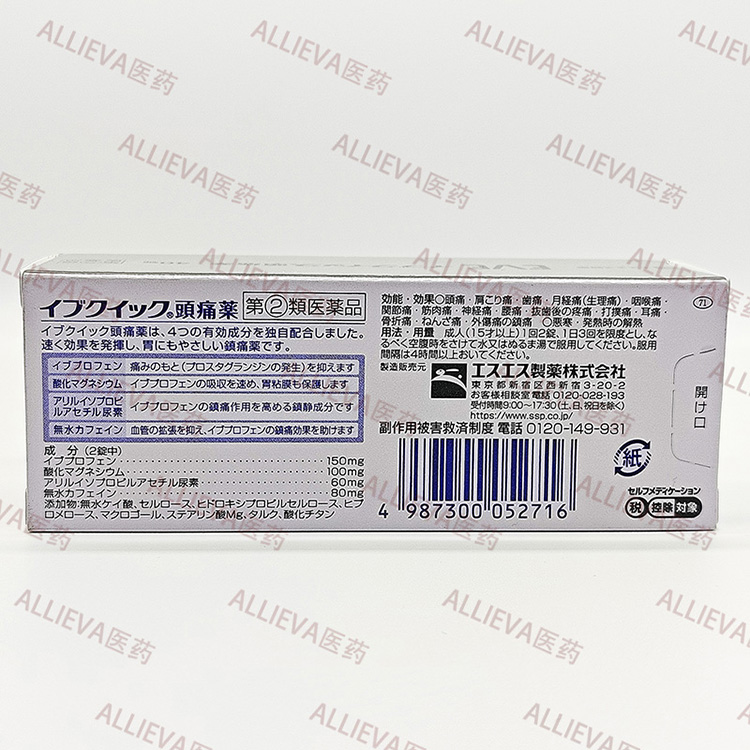 ALLIEVA医药
イブクイック®頭痛薬 指②類医薬品
イブクイック頭痛薬は、4つの有効成分を独自配合しました。
速く効果を発揮し、胃にもやさしい鎮痛薬です。
イブプロフェン 痛みのもと(プロスタグランジンの発生)を抑えます
酸化マグネシウム イブプロフェンの吸収を速め、胃粘膜も保護します
アリルイソプロピ
ルアセチル尿素 イブプロフェンの鎮痛作用を高める鎮静成分です
無水カフェイン 血管の拡張を抑え、イブプロフェンの鎮痛効果を助けます
成分(2錠中)
イブプロフェン 150mg
酸化マグネシウム 100mg
アリルイソプロピルアセチル尿素 60mg
無水カフェイン 80mg
添加物:無水ケイ酸、セルロース、ヒドロキシプロピルセルロース、ヒプ
ロメロース、マクロゴール、ステアリン酸Mg、タルク、酸化チタン
効能・効果○頭痛・肩こり痛・歯痛・月経痛(生理痛)・咽喉痛・
関節痛・筋肉痛・神経痛・腰痛・抜歯後の疼痛・打撲痛・耳痛・
骨折痛・ねんざ痛・外傷痛の鎮痛 ○悪寒・発熱時の解熱
用法・用量 成人(15才以上)1回2錠、1日3回を限度とし、な
るべく空腹時をさけて水又はぬるま湯で服用してください。服用
間隔は4時間以上おいてください。
製造販売元 エスエス製薬株式会社
東京都新宿区西新宿3-20-2
お客様相談室 電話0120-028-193
受付時間9:00~17:30(土、日、祝日を除く)
https://www.ssp.co.jp/
副作用被害救済制度 電話 0120-149-931
4 987300 052716
開け口
紙
セルフメディケーション
税 控除 対象